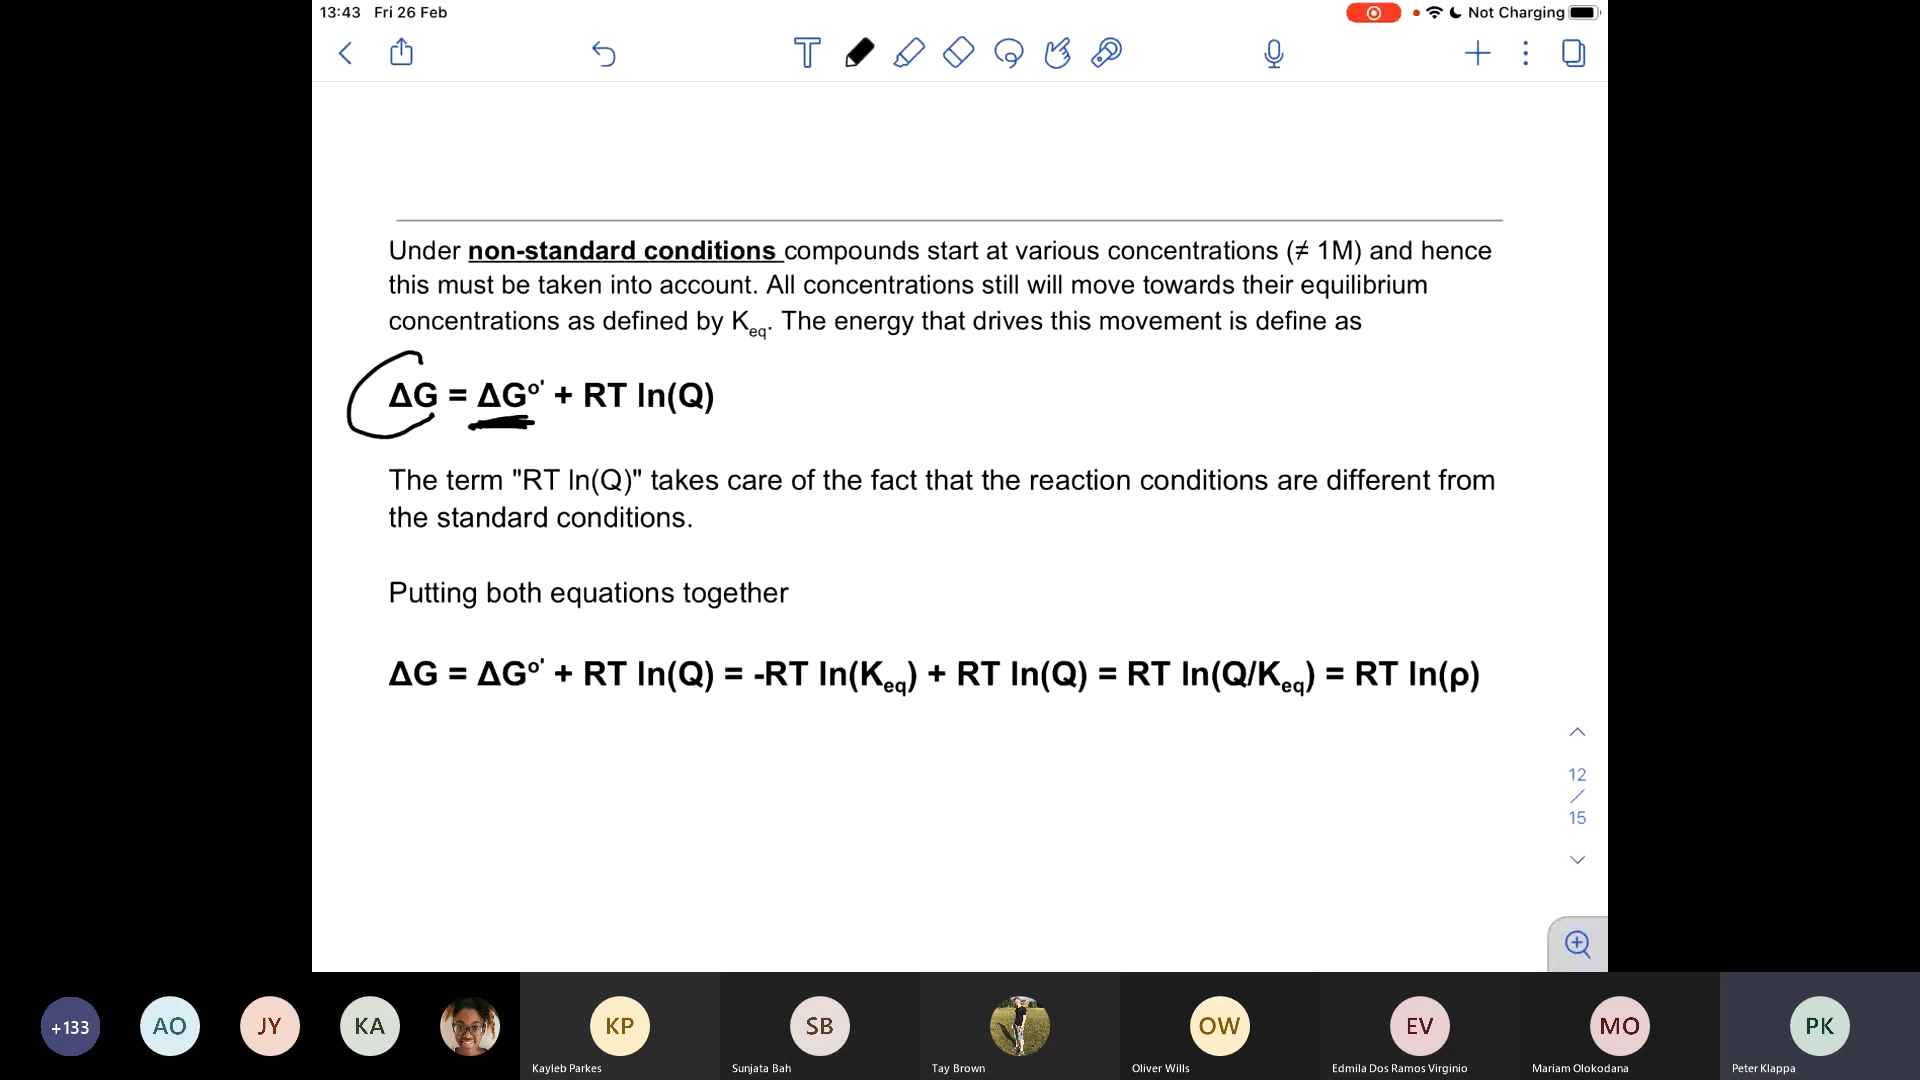 13:43 Fri 26 Feb
Not Charging
Under non-standard conditions compounds start at various concentrations (≠ 1M) and hence
this must be taken into account. All concentrations still will move towards their equilibrium
concentrations as defined by Keq. The energy that drives this movement is define as
ΔG = ΔGº' + RT ln(Q)
The term "RT ln(Q)" takes care of the fact that the reaction conditions are different from
the standard conditions.
Putting both equations together
ΔG = ΔGº' + RT ln(Q) = -RT ln(Keq) + RT ln(Q) = RT ln(Q/Keq) = RT ln(ρ)
12
/
15
+133 AO JY KA KP SB OW EV MO PK
Kayleb Parkes Sunjata Bah Tay Brown Oliver Wills Edmila Dos Ramos Virginio Mariam Olokodana Peter Klappa